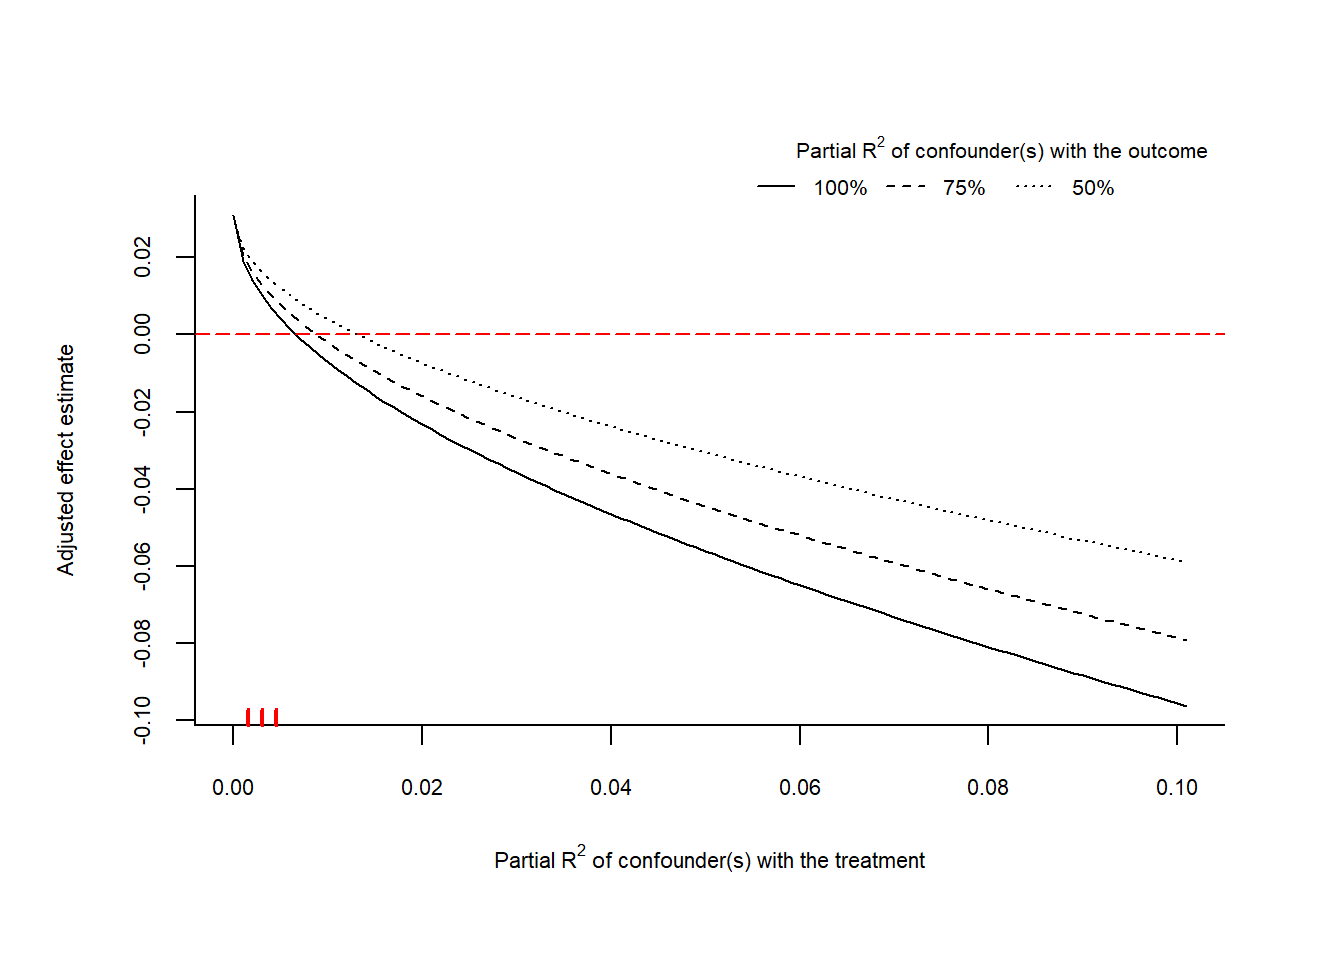 Partial R² of confounder(s) with the outcome
100% 75% 50%
Adjusted effect estimate
0.02
0.00
-0.02
-0.04
-0.06
-0.08
-0.10
0.00 0.02 0.04 0.06 0.08 0.10
Partial R² of confounder(s) with the treatment